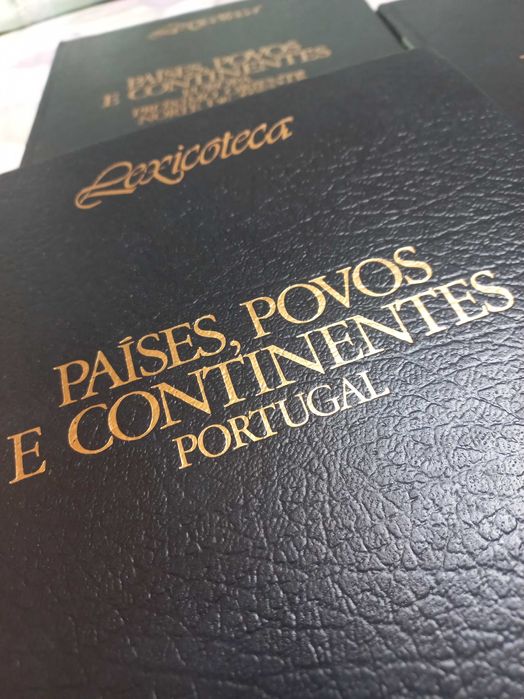 PAÍSES, POVOS
E CONTINENTES
Lexicoteca
PAÍSES, POVOS
E CONTINENTES
PORTUGAL